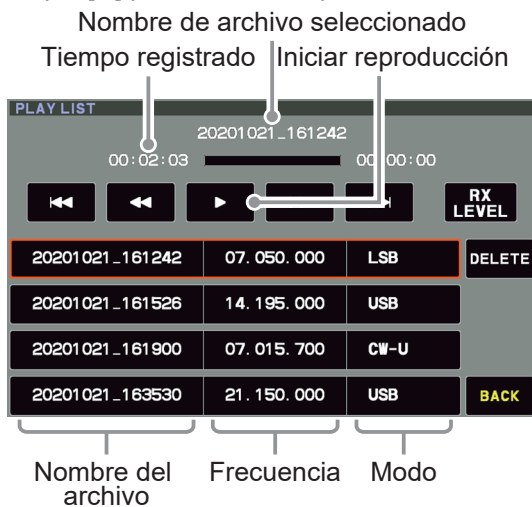 Nombre de archivo seleccionado
Tiempo registrado Iniciar reproducción
PLAY LIST
20201021_161242
00:02:03 00:00:00
RX
LEVEL
20201021_161242 07.050.000 LSB DELETE
20201021_161526 14.195.000 USB
20201021_161900 07.015.700 CW-U
20201021_163530 21.150.000 USB BACK
Nombre del Frecuencia Modo
archivo